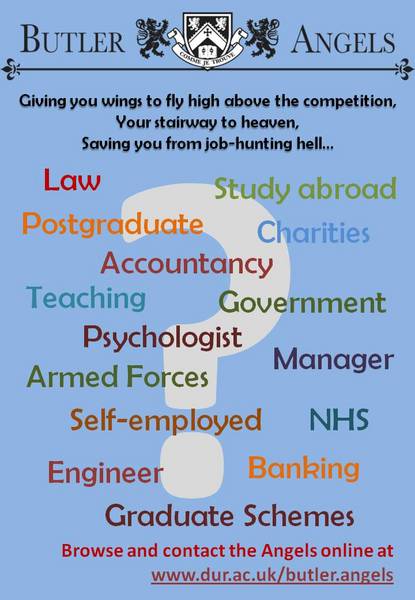 BUTLER ANGELS
COMME JE TROUVE
Giving you wings to fly high above the competition,
Your stairway to heaven,
Saving you from job-hunting hell...
Law
Study abroad
Postgraduate
Charities
Accountancy
Teaching
Government
Psychologist
Manager
Armed Forces
Self-employed
NHS
Engineer
Banking
Graduate Schemes
?
Browse and contact the Angels online at
www.dur.ac.uk/butler.angels